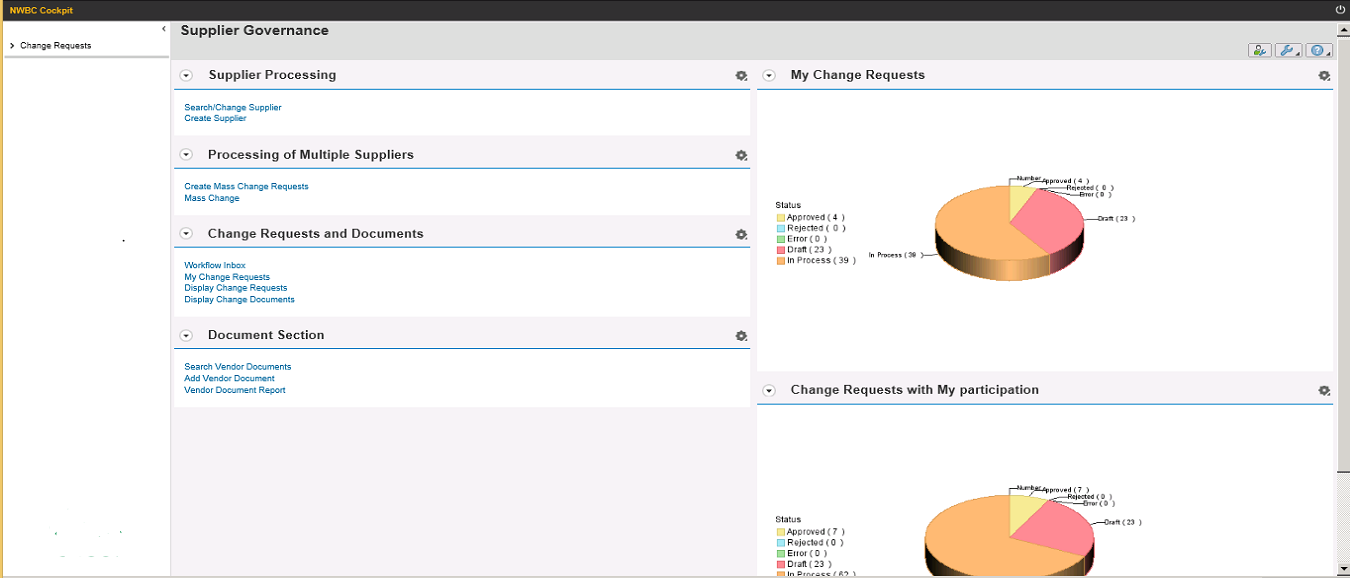 NWBC Cockpit
Change Requests
Supplier Governance
Supplier Processing
Search/Change Supplier
Create Supplier
Processing of Multiple Suppliers
Create Mass Change Requests
Mass Change
Change Requests and Documents
Workflow Inbox
My Change Requests
Display Change Requests
Display Change Documents
Document Section
Search Vendor Documents
Add Vendor Document
Vendor Document Report
My Change Requests
Status
Approved ( 4 )
Rejected ( 0 )
Error ( 0 )
Draft ( 23 )
In Process ( 39 )
Number
Approved ( 4 )
Rejected ( 0 )
Error ( 0 )
Draft ( 23 )
In Process ( 39 )
Change Requests with My participation
Status
Approved ( 7 )
Rejected ( 0 )
Error ( 0 )
Draft ( 23 )
In Process ( 62 )
Number
Approved ( 7 )
Rejected ( 0 )
Error ( 0 )
Draft ( 23 )